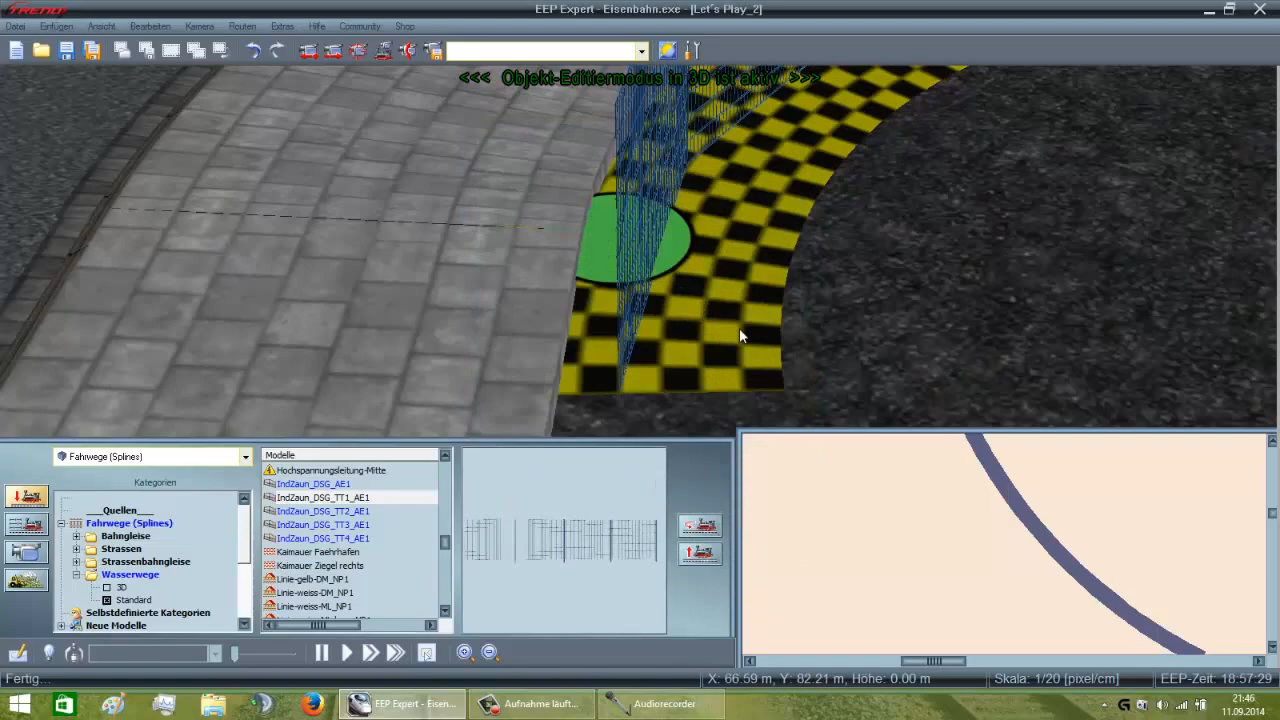 TREND
EEP Expert - Eisenbahn.exe - [Let´s Play_2]
Datei Einfügen Ansicht Bearbeiten Kamera Routen Extras Hilfe Community Shop
<<< Objekt-Editiermodus in 3D ist aktiv >>>
Fahrwege (Splines)
Kategorien
___Quellen___
Fahrwege (Splines)
Bahngleise
Strassen
Strassenbahngleise
Wasserwege
3D
Standard
Selbstdefinierte Kategorien
Neue Modelle
Modelle
Hochspannungsleitung-Mitte
IndZaun_DSG_AE1
IndZaun_DSG_TT1_AE1
IndZaun_DSG_TT2_AE1
IndZaun_DSG_TT3_AE1
IndZaun_DSG_TT4_AE1
Kaimauer Faehrhafen
Kaimauer Ziegel rechts
Linie-gelb-DM_NP1
Linie-weiss-DM_NP1
Linie-weiss-ML_NP1
Fertig...
X: 66.59 m, Y: 82.21 m, Höhe: 0.00 m
Skala: 1/20 [pixel/cm]
EEP-Zeit: 18:57:29
EEP Expert - Eisen...
Aufnahme läuft...
Audiorecorder
21:46
11.09.2014